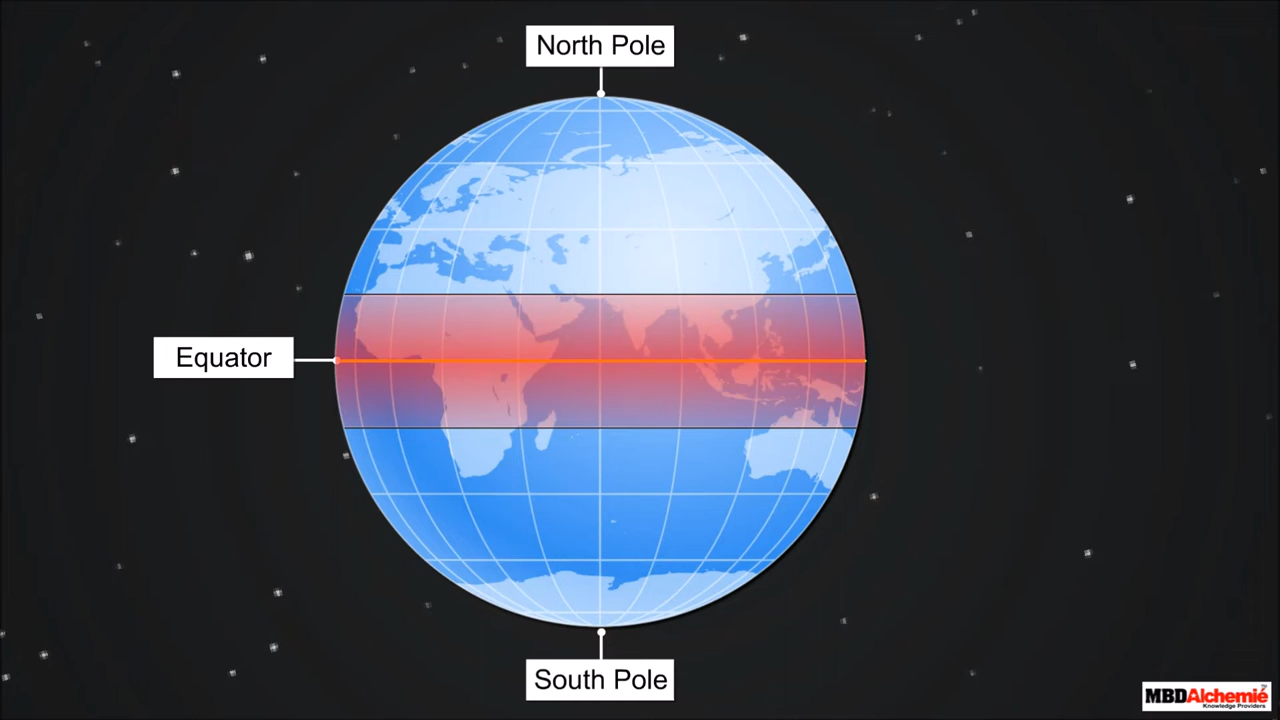 North Pole
Equator
South Pole
MBDAlchemie
Knowledge Providers